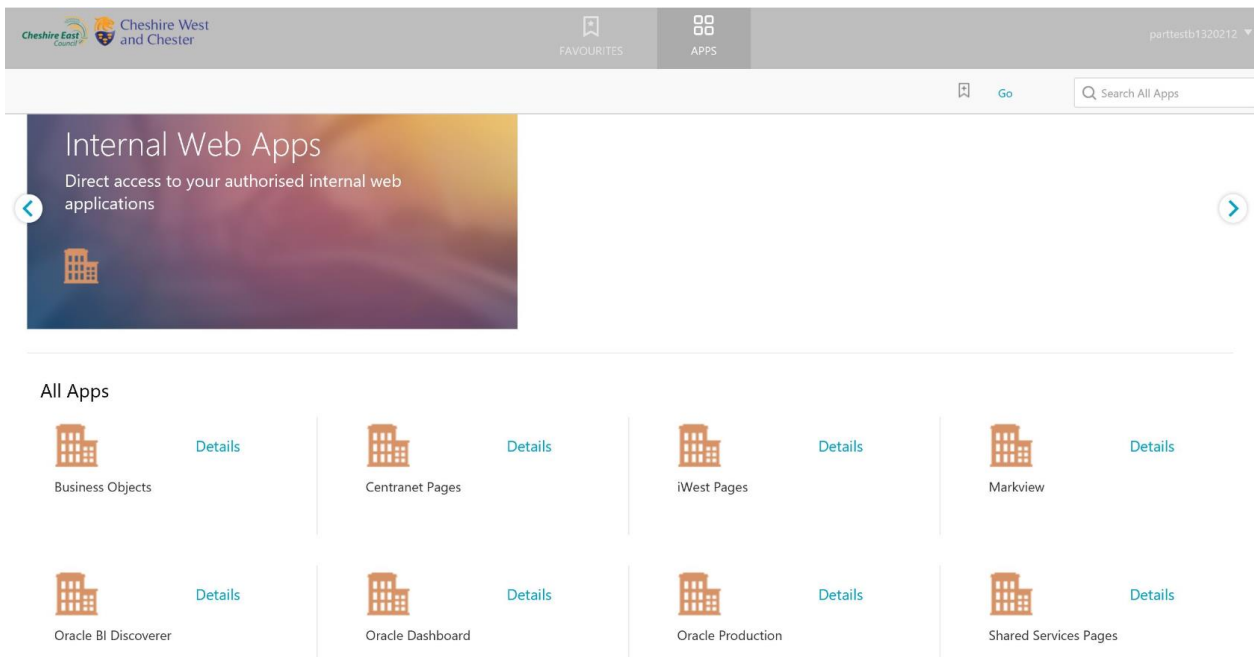 Cheshire East
Council
Cheshire West
and Chester
FAVOURITES
APPS
parttestb1320212
Go
Search All Apps
Internal Web Apps
Direct access to your authorised internal web
applications
All Apps
Details
Business Objects
Details
Centranet Pages
Details
iWest Pages
Details
Markview
Details
Oracle BI Discoverer
Details
Oracle Dashboard
Details
Oracle Production
Details
Shared Services Pages